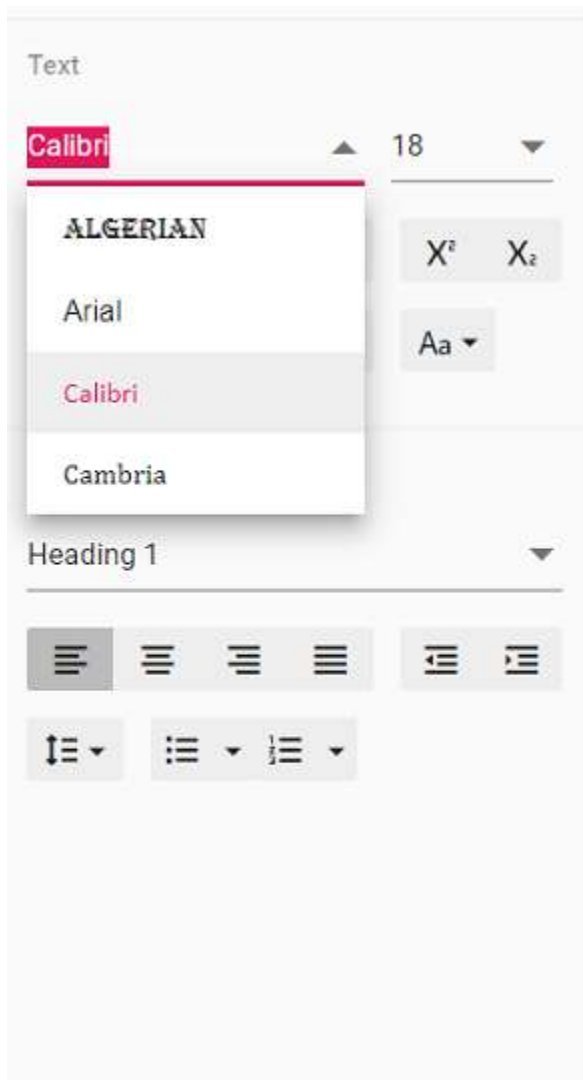 Text
Calibri 18
ALGERIAN
X² X₂
Arial
Aa
Calibri
Cambria
Heading 1